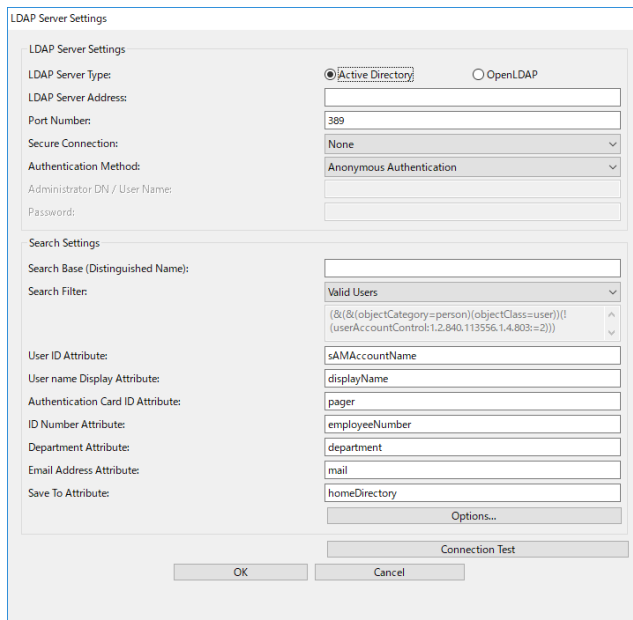 LDAP Server Settings
LDAP Server Settings
LDAP Server Type: Active Directory OpenLDAP
LDAP Server Address:
Port Number: 389
Secure Connection: None
Authentication Method: Anonymous Authentication
Administrator DN / User Name:
Password:
Search Settings
Search Base (Distinguished Name):
Search Filter: Valid Users
(&(&(objectCategory=person)(objectClass=user))(!
(userAccountControl:1.2.840.113556.1.4.803:=2)))
User ID Attribute: sAMAccountName
User name Display Attribute: displayName
Authentication Card ID Attribute: pager
ID Number Attribute: employeeNumber
Department Attribute: department
Email Address Attribute: mail
Save To Attribute: homeDirectory
Options...
Connection Test
OK Cancel